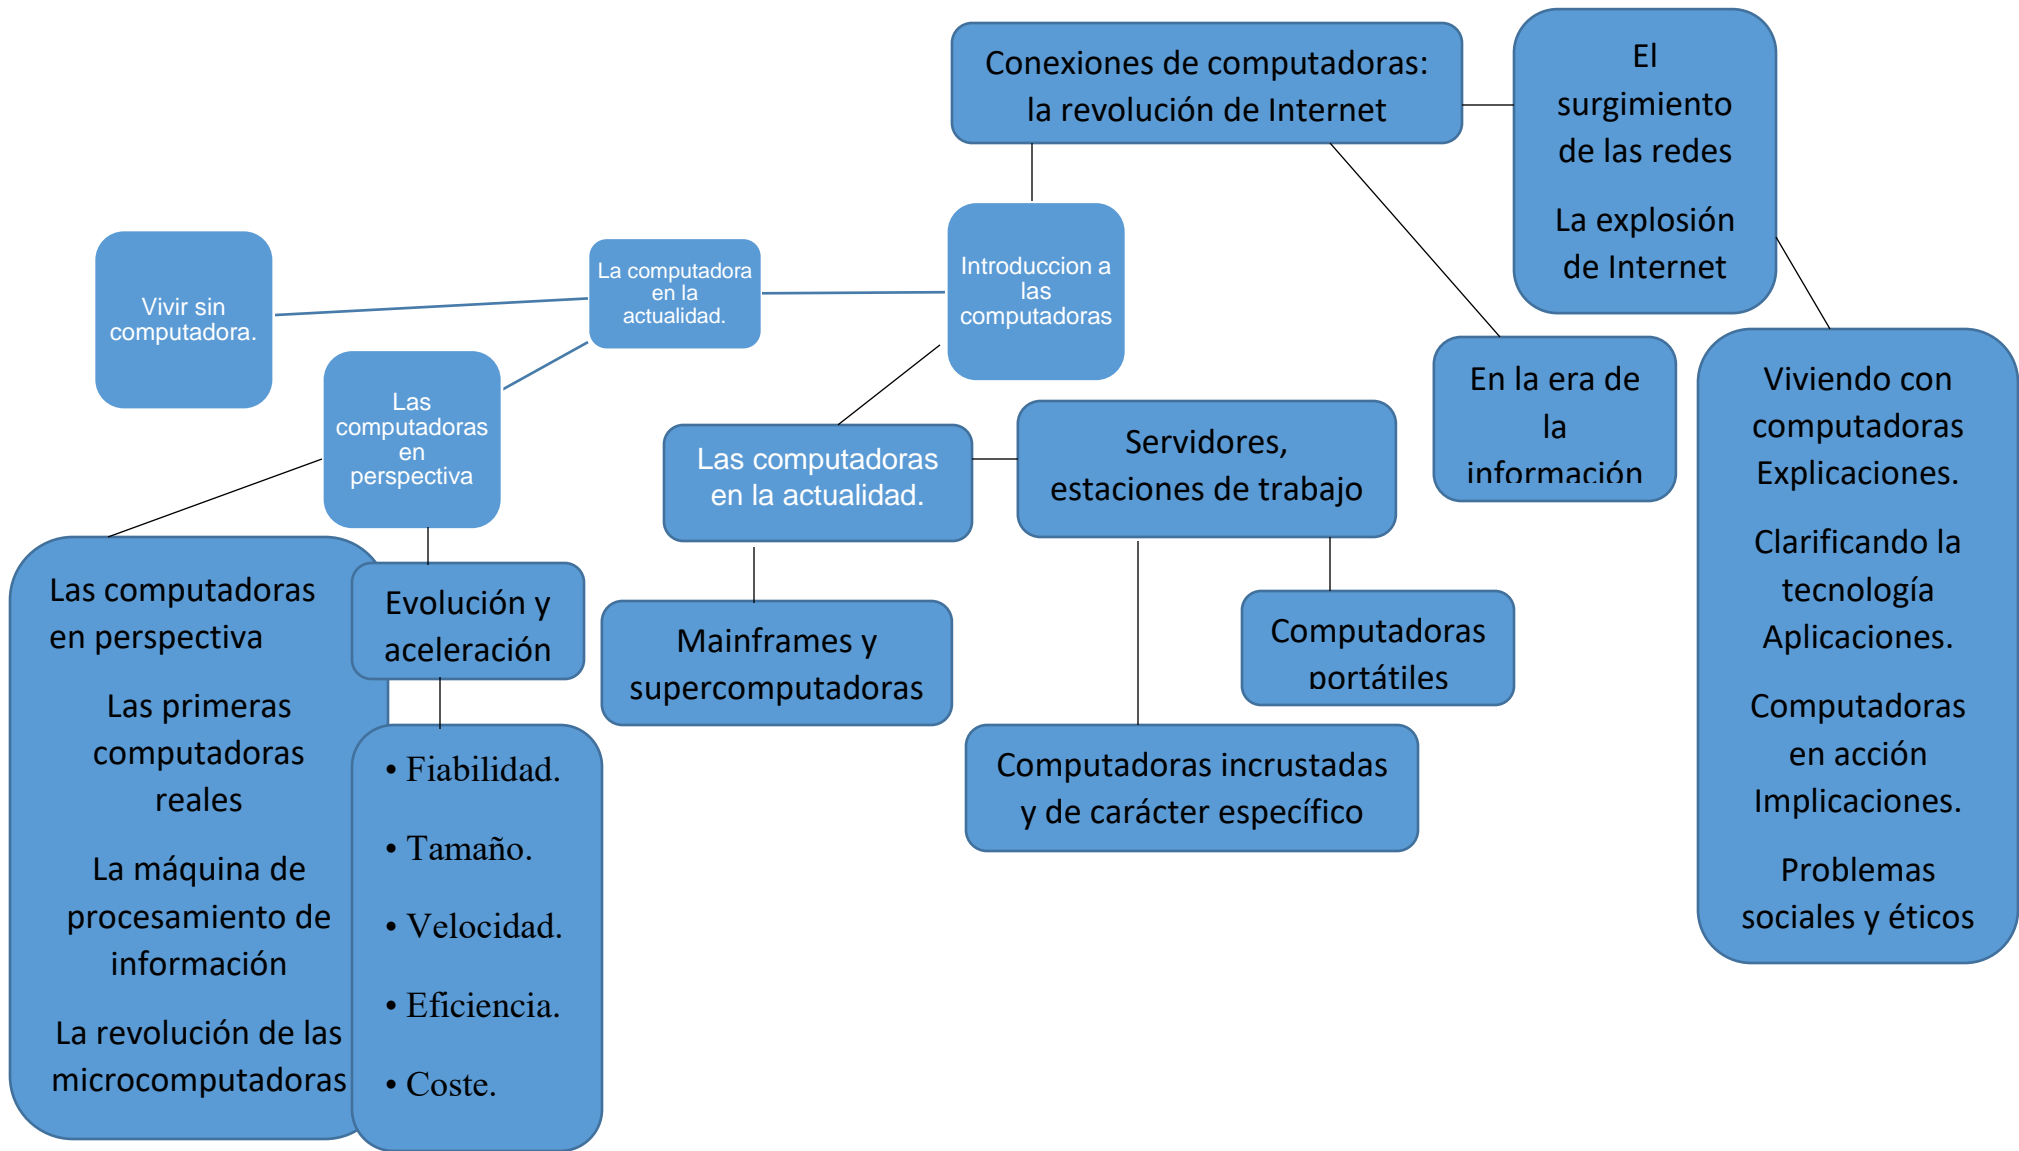 Conexiones de computadoras:
la revolución de Internet
El
surgimiento
de las redes
La explosión
de Internet
Vivir sin
computadora.
La computadora
en la
actualidad.
Introduccion a
las
computadoras
Las
computadoras
en
perspectiva
Las computadoras
en la actualidad.
Servidores,
estaciones de trabajo
En la era de
la
información
Viviendo con
computadoras
Explicaciones.
Clarificando la
tecnología
Aplicaciones.
Computadoras
en acción
Implicaciones.
Problemas
sociales y éticos
Las computadoras
en perspectiva
Las primeras
computadoras
reales
La máquina de
procesamiento de
información
La revolución de las
microcomputadoras
Evolución y
aceleración
• Fiabilidad.
• Tamaño.
• Velocidad.
• Eficiencia.
• Coste.
Mainframes y
supercomputadoras
Computadoras
portátiles
Computadoras incrustadas
y de carácter específico